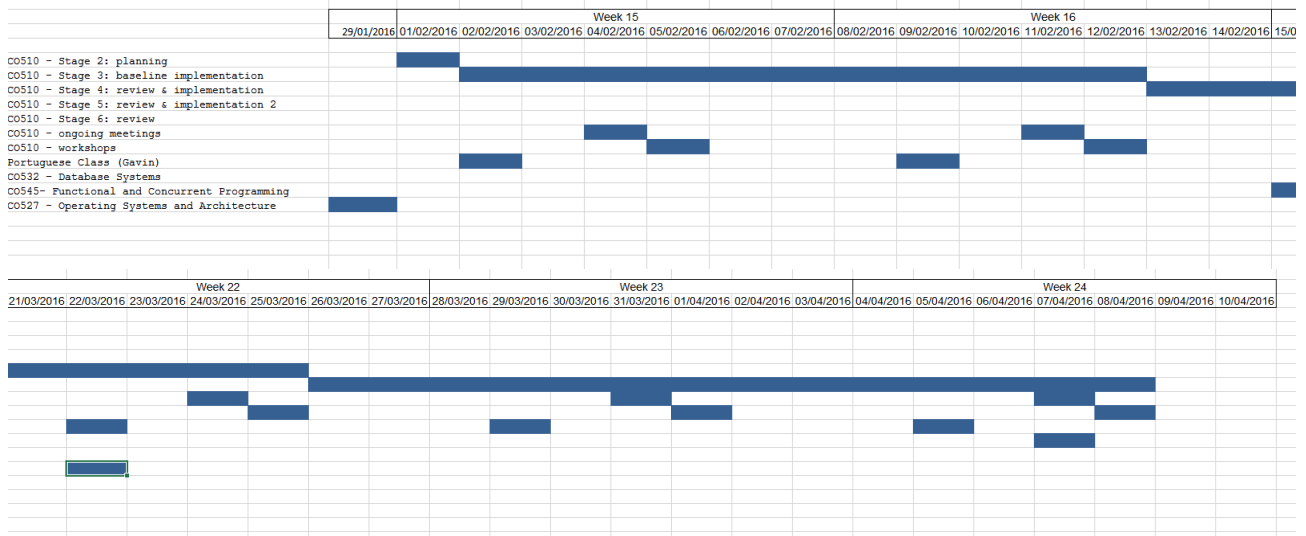 Week 15 Week 16
29/01/2016 01/02/2016 02/02/2016 03/02/2016 04/02/2016 05/02/2016 06/02/2016 07/02/2016 08/02/2016 09/02/2016 10/02/2016 11/02/2016 12/02/2016 13/02/2016 14/02/2016 15/0
CO510 - Stage 2: planning
CO510 - Stage 3: baseline implementation
CO510 - Stage 4: review & implementation
CO510 - Stage 5: review & implementation 2
CO510 - Stage 6: review
CO510 - ongoing meetings
CO510 - workshops
Portuguese Class (Gavin)
CO532 - Database Systems
CO545- Functional and Concurrent Programming
CO527 - Operating Systems and Architecture
Week 22 Week 23 Week 24
21/03/2016 22/03/2016 23/03/2016 24/03/2016 25/03/2016 26/03/2016 27/03/2016 28/03/2016 29/03/2016 30/03/2016 31/03/2016 01/04/2016 02/04/2016 03/04/2016 04/04/2016 05/04/2016 06/04/2016 07/04/2016 08/04/2016 09/04/2016 10/04/2016